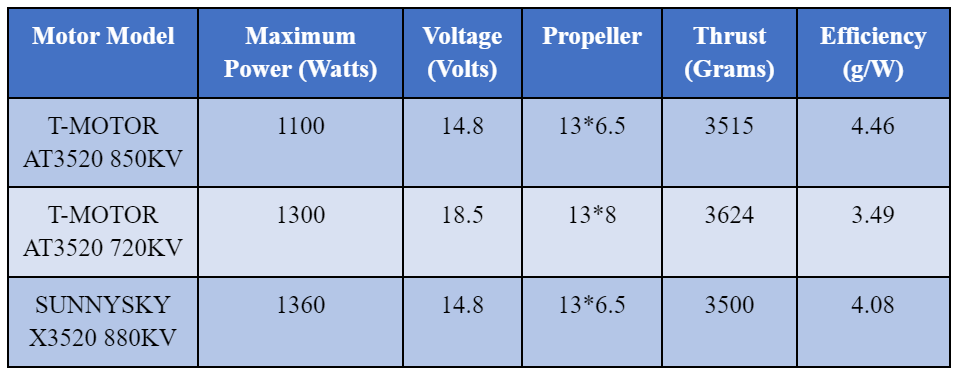 Motor Model
Maximum
Power (Watts)
Voltage
(Volts)
Propeller
Thrust
(Grams)
Efficiency
(g/W)
T-MOTOR
AT3520 850KV
1100
14.8
13*6.5
3515
4.46
T-MOTOR
AT3520 720KV
1300
18.5
13*8
3624
3.49
SUNNYSKY
X3520 880KV
1360
14.8
13*6.5
3500
4.08